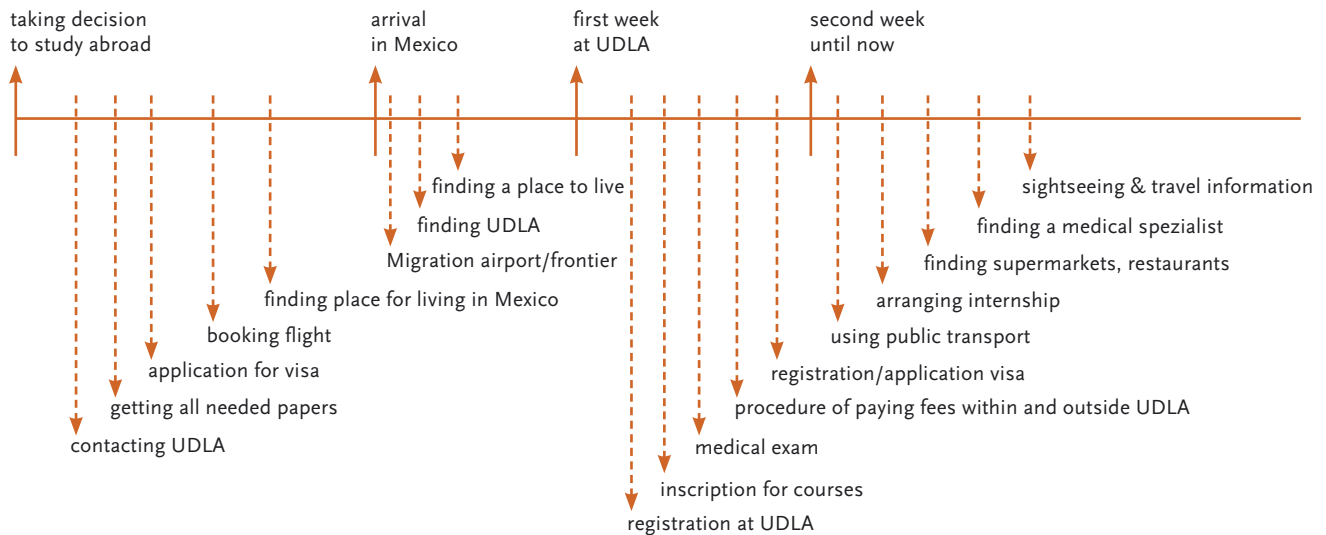 taking decision
to study abroad
arrival
in Mexico
first week
at UDLA
second week
until now
finding a place to live
sightseeing & travel information
finding UDLA
finding a medical spezialist
Migration airport/frontier
finding supermarkets, restaurants
finding place for living in Mexico
arranging internship
booking flight
using public transport
application for visa
registration/application visa
getting all needed papers
procedure of paying fees within and outside UDLA
contacting UDLA
medical exam
inscription for courses
registration at UDLA